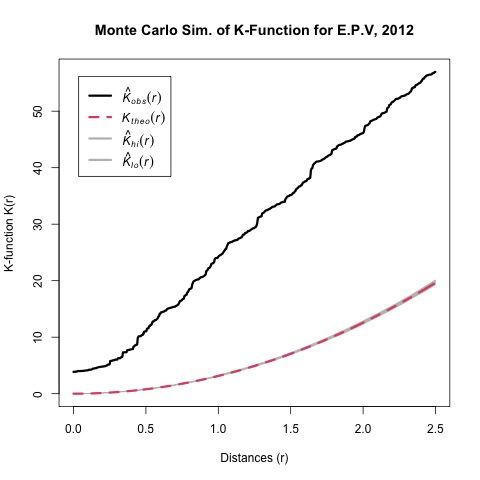 Monte Carlo Sim. of K-Function for E.P.V, 2012
K̂obs(r)
Ktheo(r)
K̂hi(r)
K̂lo(r)
K-function K(r)
50
40
30
20
10
0
0.0 0.5 1.0 1.5 2.0 2.5
Distances (r)